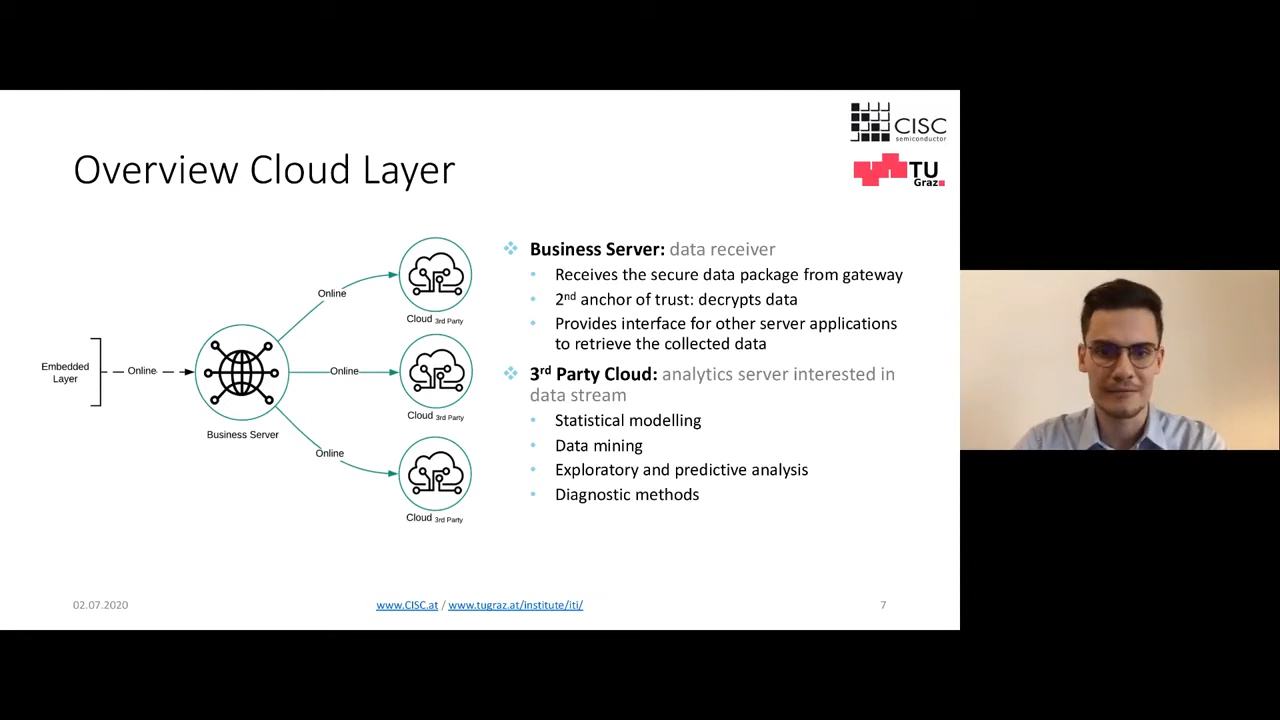 CISC
semiconductor
TU
Graz
Overview Cloud Layer
Embedded
Layer
Online
Business Server
Online
Cloud 3rd Party
Online
Cloud 3rd Party
Online
Cloud 3rd Party
❖ Business Server: data receiver
• Receives the secure data package from gateway
• 2nd anchor of trust: decrypts data
• Provides interface for other server applications
to retrieve the collected data
❖ 3rd Party Cloud: analytics server interested in
data stream
• Statistical modelling
• Data mining
• Exploratory and predictive analysis
• Diagnostic methods
02.07.2020
www.CISC.at / www.tugraz.at/institute/iti/
7